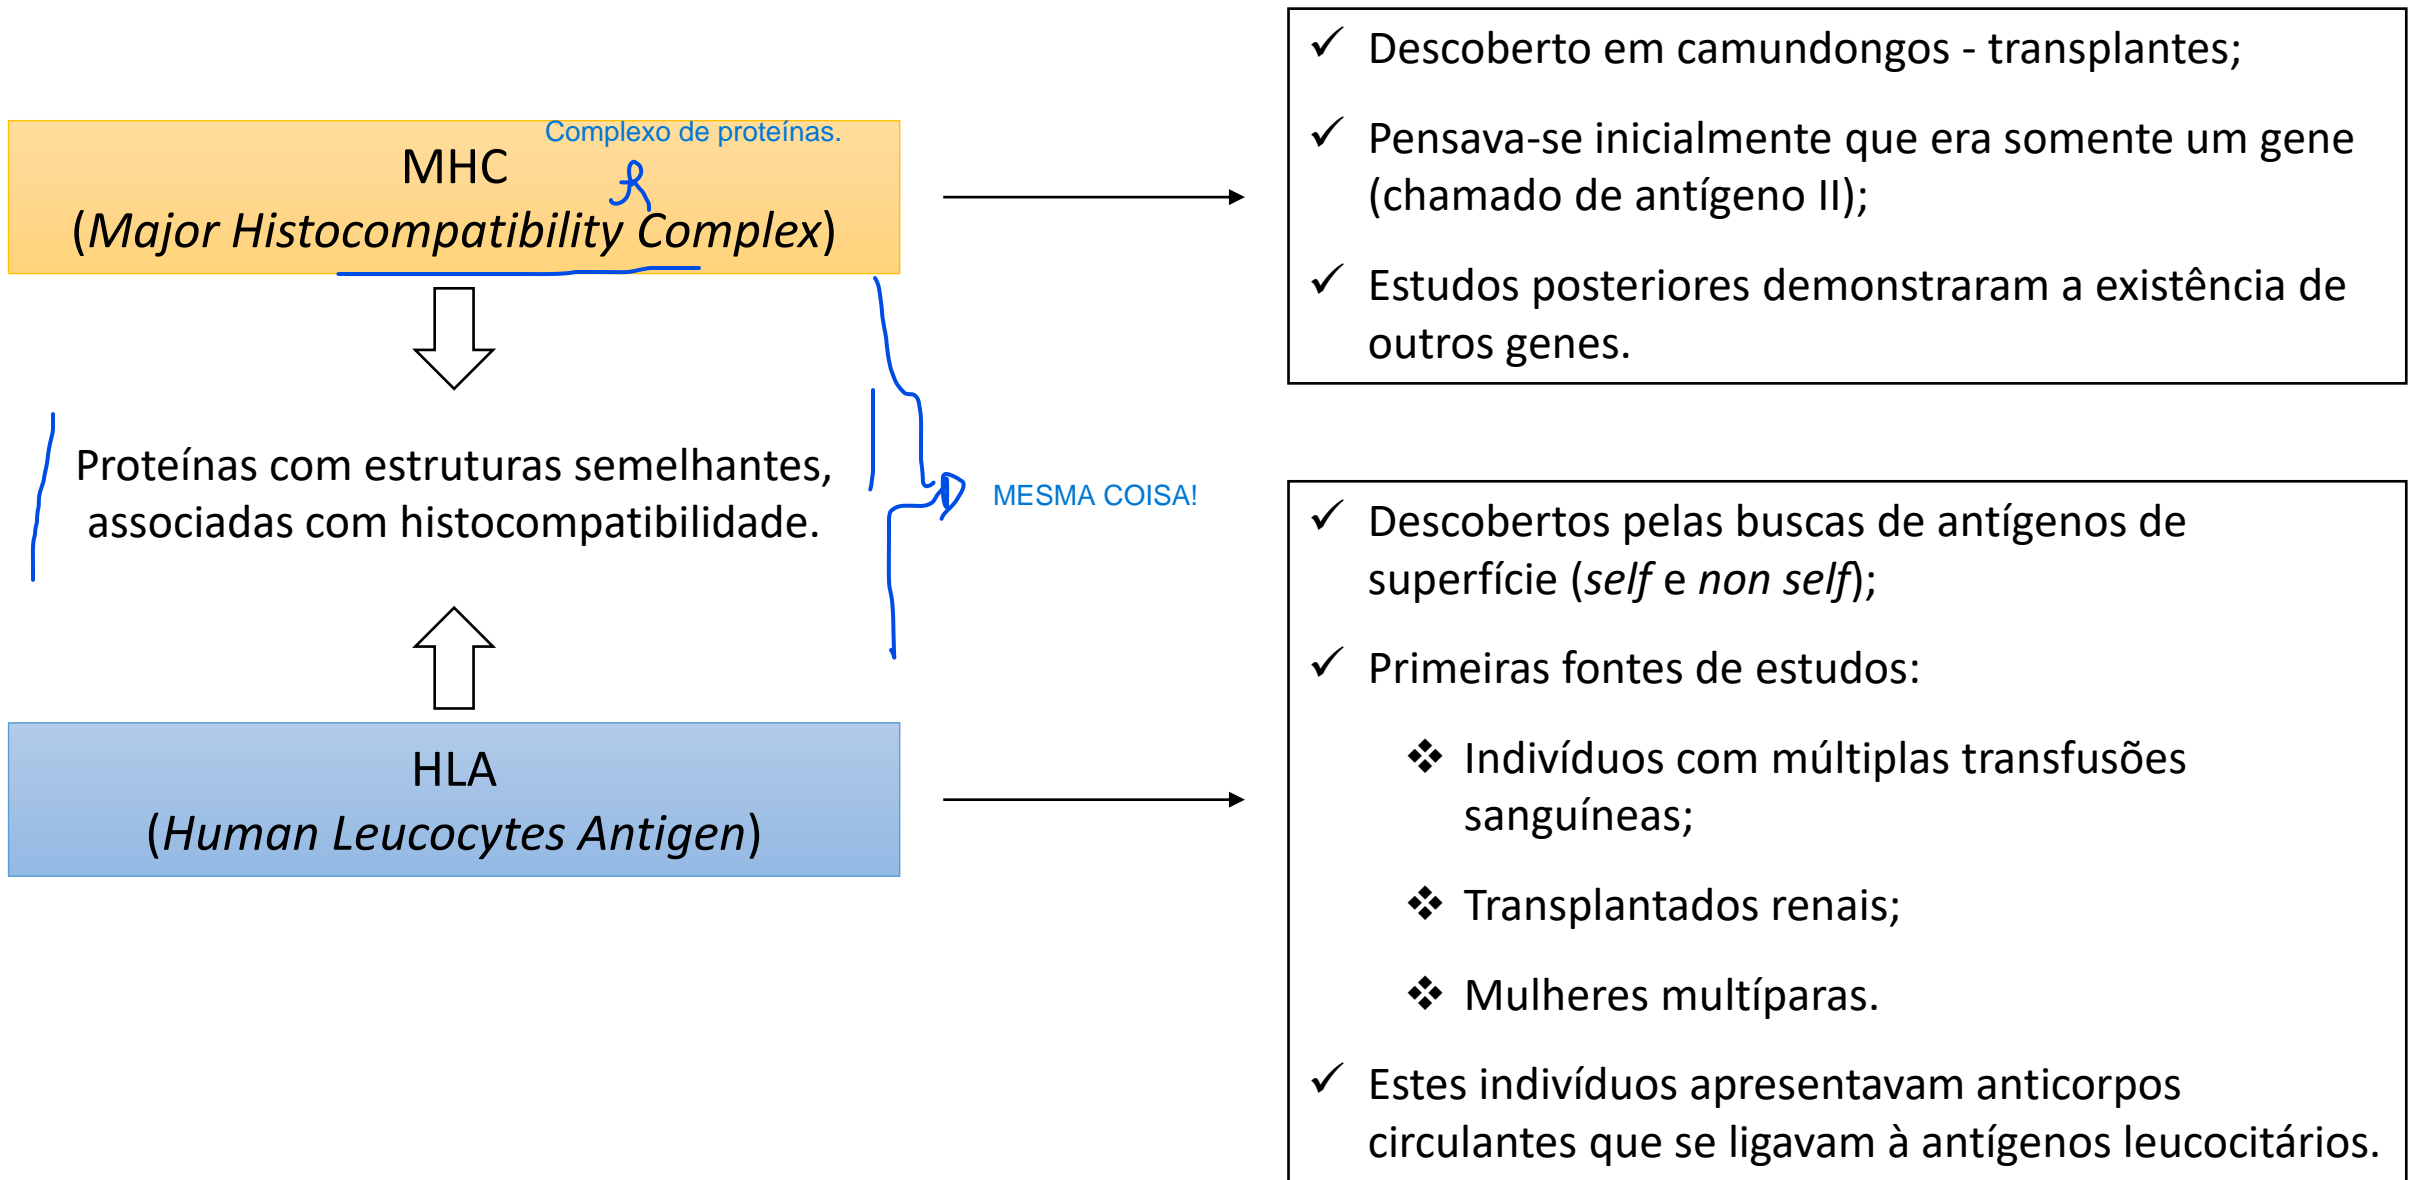 Complexo de proteínas.
MHC
(Major Histocompatibility Complex)
Proteínas com estruturas semelhantes,
associadas com histocompatibilidade.
MESMA COISA!
HLA
(Human Leucocytes Antigen)
✓ Descoberto em camundongos - transplantes;
✓ Pensava-se inicialmente que era somente um gene
(chamado de antígeno II);
✓ Estudos posteriores demonstraram a existência de
outros genes.
✓ Descobertos pelas buscas de antígenos de
superfície (self e non self);
✓ Primeiras fontes de estudos:
❖ Indivíduos com múltiplas transfusões
sanguíneas;
❖ Transplantados renais;
❖ Mulheres multíparas.
✓ Estes indivíduos apresentavam anticorpos
circulantes que se ligavam à antígenos leucocitários.